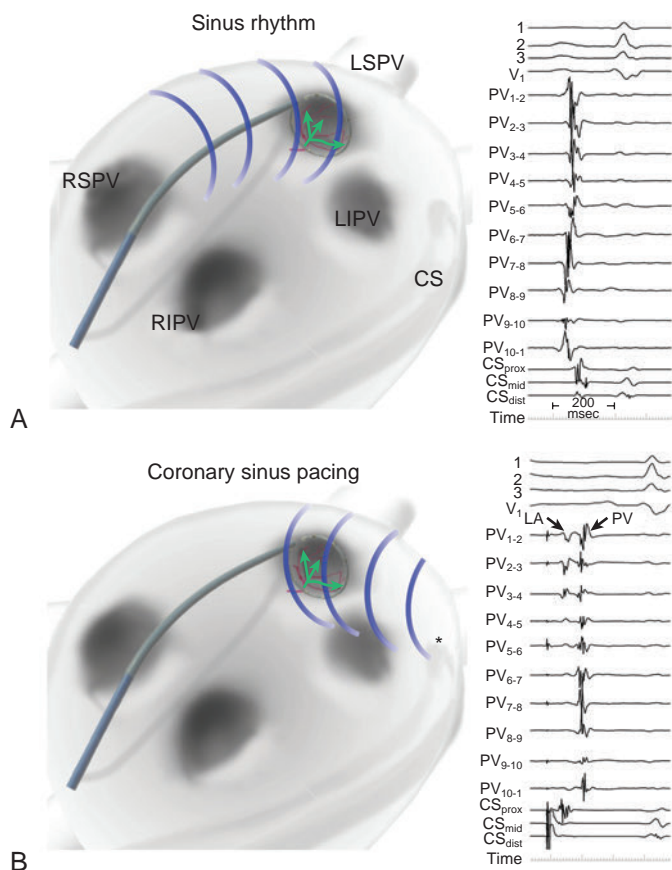 Sinus rhythm
LSPV
RSPV
LIPV
CS
RIPV
A
1
2
3
V1
PV1-2
PV2-3
PV3-4
PV4-5
PV5-6
PV6-7
PV7-8
PV8-9
PV9-10
PV10-1
CSprox
CSmid
CSdist
200
msec
Time
Coronary sinus pacing
*
B
1
2
3
V1
LA
PV
PV1-2
PV2-3
PV3-4
PV4-5
PV5-6
PV6-7
PV7-8
PV8-9
PV9-10
PV10-1
CSprox
CSmid
CSdist
Time